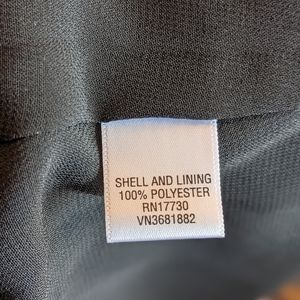 SHELL AND LINING
100% POLYESTER
RN17730
VN3681882